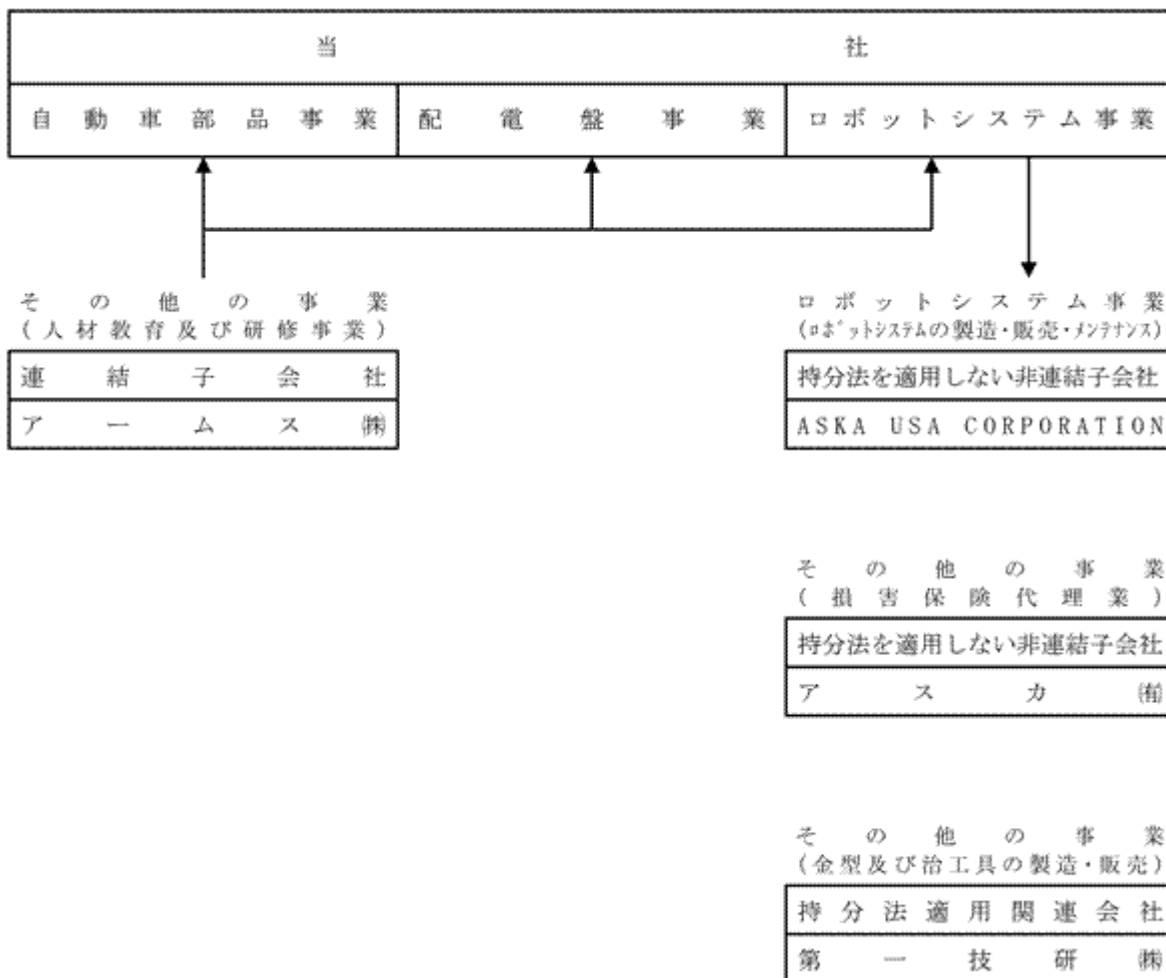 当社
自動車部品事業 配電盤事業 ロボットシステム事業
その他の事業
(人材教育及び研修事業)
連結子会社
アームス㈱
ロボットシステム事業
(ロボットシステムの製造・販売・メンテナンス)
持分法を適用しない非連結子会社
ASKA USA CORPORATION
その他の事業
(損害保険代理業)
持分法を適用しない非連結子会社
アスカ㈲
その他の事業
(金型及び治工具の製造・販売)
持分法適用関連会社
第一技研㈱